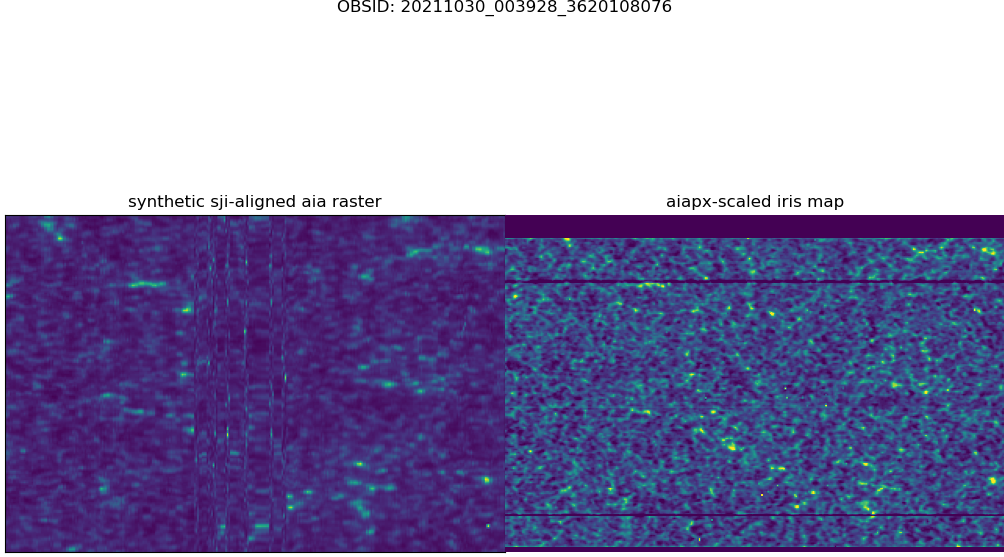 OBSID: 20211030_003928_3620108076
synthetic sji-aligned aia raster
aiapx-scaled iris map